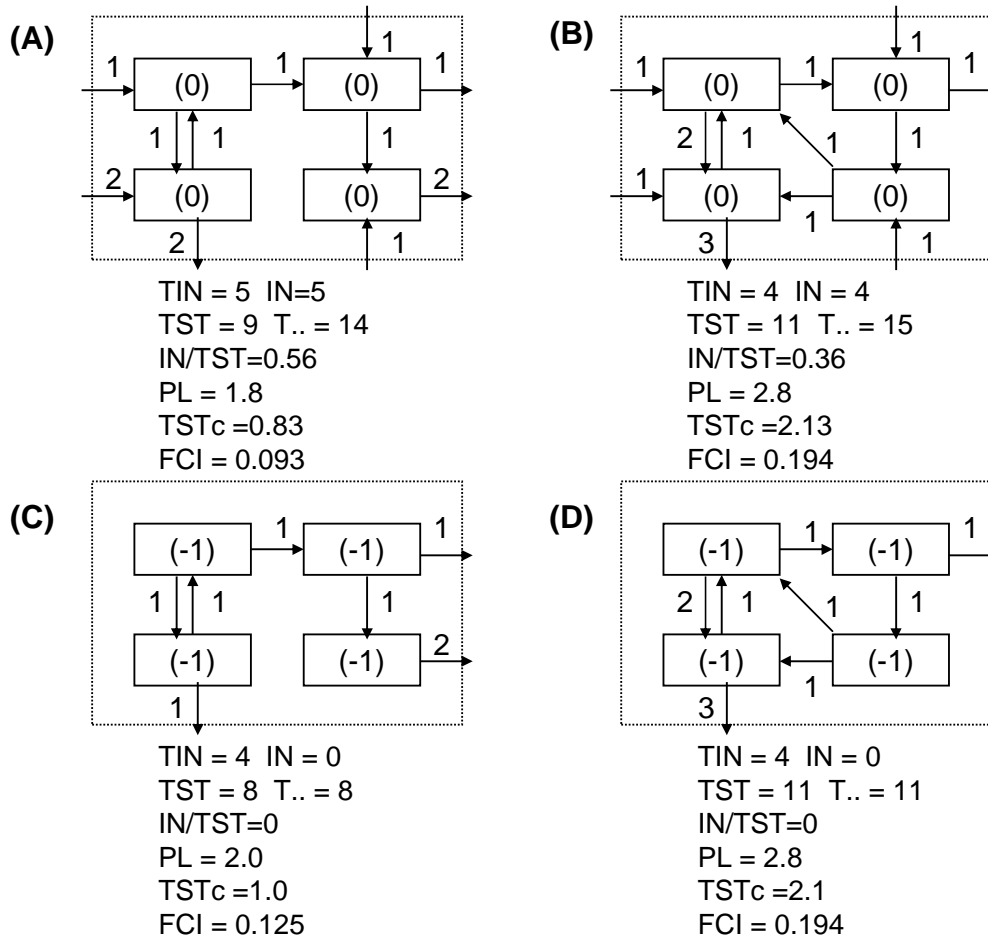 (A)
1
1
1
1
(0)
1
(0)
1
1
1
2
(0)
(0)
2
2
1
TIN = 5 IN=5
TST = 9 T.. = 14
IN/TST=0.56
PL = 1.8
TSTc =0.83
FCI = 0.093
(B)
1
1
1
1
(0)
(0)
2
1
1
1
1
(0)
(0)
1
3
1
TIN = 4 IN = 4
TST = 11 T.. = 15
IN/TST=0.36
PL = 2.8
TSTc =2.13
FCI = 0.194
(C)
1
1
(-1)
(-1)
1
1
1
(-1)
(-1)
2
1
TIN = 4 IN = 0
TST = 8 T.. = 8
IN/TST=0
PL = 2.0
TSTc =1.0
FCI = 0.125
(D)
1
1
(-1)
(-1)
2
1
1
1
(-1)
(-1)
1
3
TIN = 4 IN = 0
TST = 11 T.. = 11
IN/TST=0
PL = 2.8
TSTc =2.1
FCI = 0.194